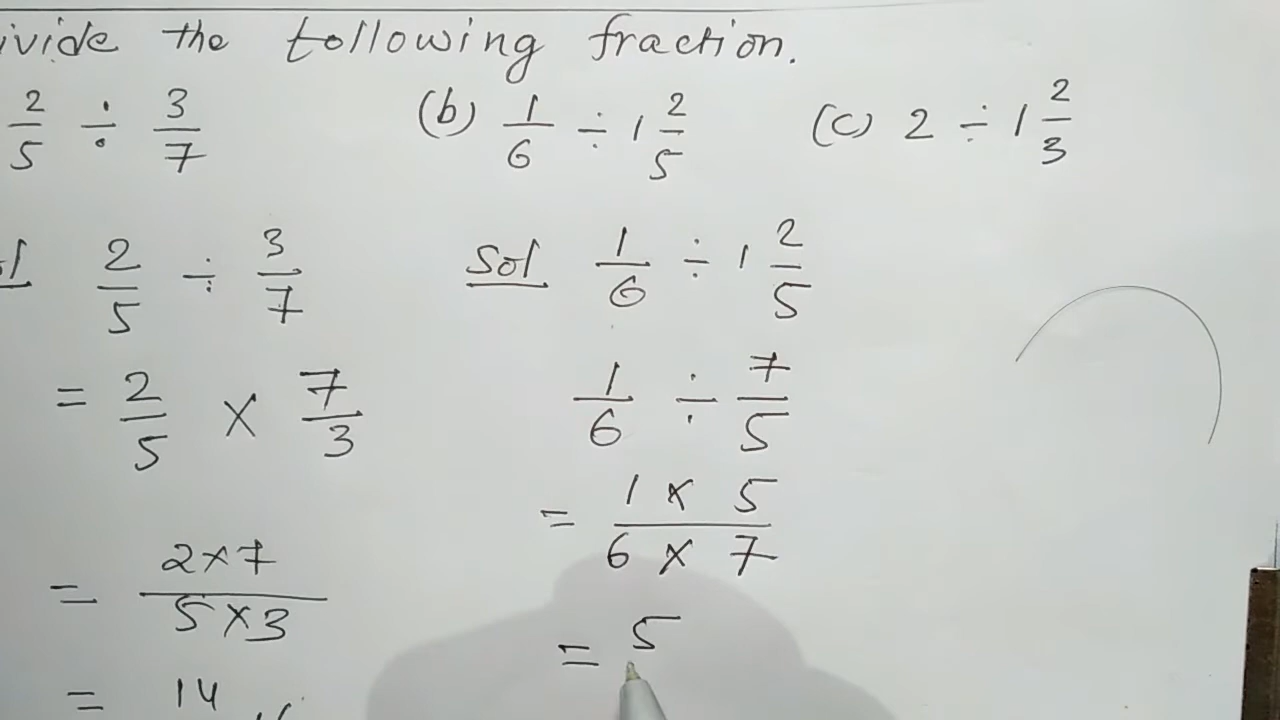 ivide the following fraction.
2/5 ÷ 3/7 (b) 1/6 ÷ 1 2/5 (c) 2 ÷ 1 2/3
ol 2/5 ÷ 3/7
= 2/5 × 7/3
= 2×7/5×3
= 14
Sol 1/6 ÷ 1 2/5
1/6 ÷ 7/5
= 1 × 5/6 × 7
= 5